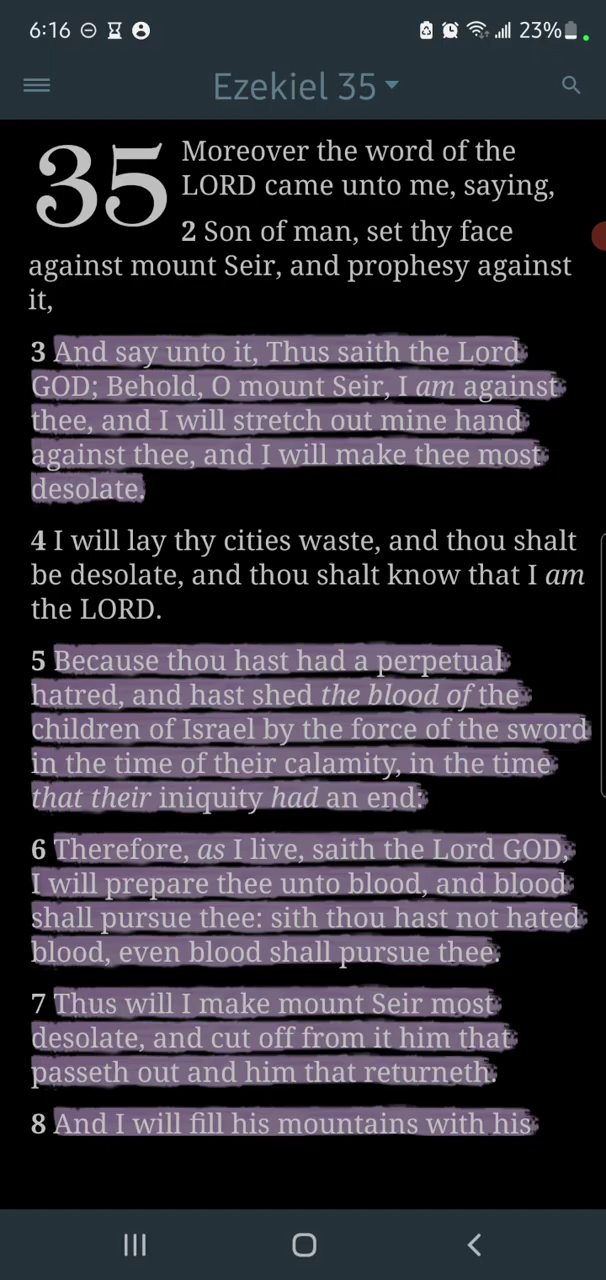 6:16 23%
Ezekiel 35
35 Moreover the word of the
LORD came unto me, saying,
2 Son of man, set thy face
against mount Seir, and prophesy against
it,
3 And say unto it, Thus saith the Lord
GOD; Behold, O mount Seir, I am against
thee, and I will stretch out mine hand
against thee, and I will make thee most
desolate.
4 I will lay thy cities waste, and thou shalt
be desolate, and thou shalt know that I am
the LORD.
5 Because thou hast had a perpetual
hatred, and hast shed the blood of the
children of Israel by the force of the sword
in the time of their calamity, in the time
that their iniquity had an end:
6 Therefore, as I live, saith the Lord GOD,
I will prepare thee unto blood, and blood
shall pursue thee: sith thou hast not hated
blood, even blood shall pursue thee.
7 Thus will I make mount Seir most
desolate, and cut off from it him that
passeth out and him that returneth.
8 And I will fill his mountains with his